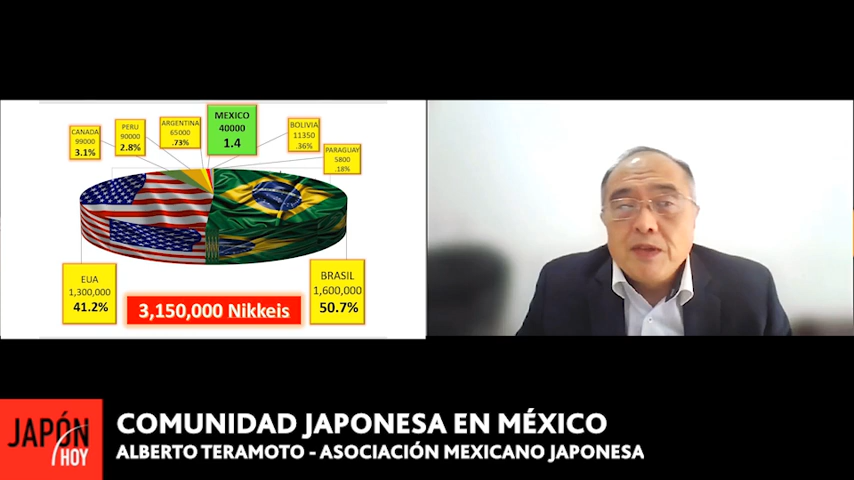 CANADA
99000
3.1%
PERU
90000
2.8%
ARGENTINA
65000
.73%
MEXICO
40000
1.4
BOLIVIA
11350
.36%
PARAGUAY
5800
.18%
EUA
1,300,000
41.2%
3,150,000 Nikkeis
BRASIL
1,600,000
50.7%
JAPÓN
HOY
COMUNIDAD JAPONESA EN MÉXICO
ALBERTO TERAMOTO - ASOCIACIÓN MEXICANO JAPONESA